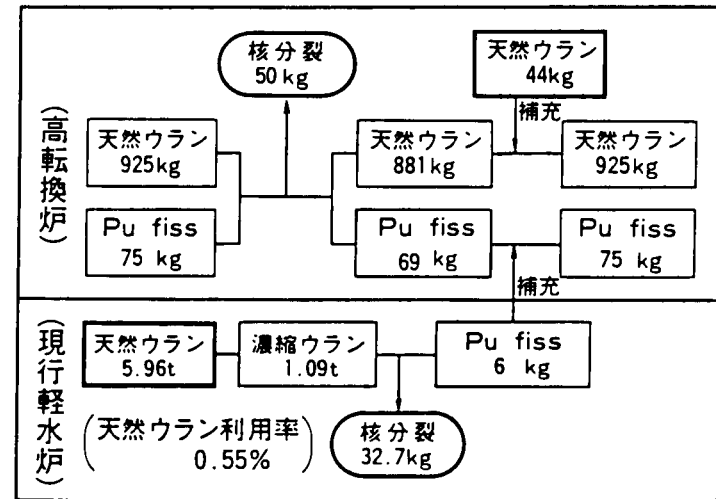 (高転換炉)
核分裂
50kg
天然ウラン
44kg
補充
天然ウラン
925kg
天然ウラン
881kg
天然ウラン
925kg
Pu fiss
75 kg
Pu fiss
69 kg
Pu fiss
75 kg
補充
(現行軽水炉)
天然ウラン
5.96t
濃縮ウラン
1.09t
Pu fiss
6 kg
(天然ウラン利用率
0.55%)
核分裂
32.7kg